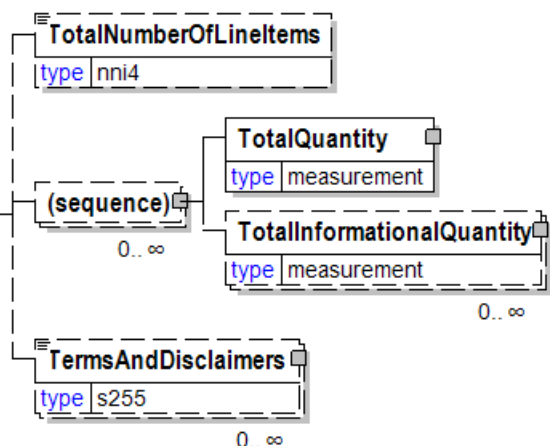 TotalNumberOfLineItems
type nni4
TotalQuantity
type measurement
(sequence)
0.. ∞
TotalInformationalQuantity
type measurement
0.. ∞
TermsAndDisclaimers
type s255
0.. ∞